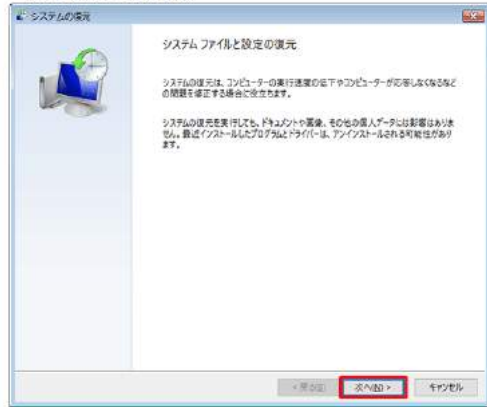 システムの復元
システム ファイルと設定の復元
システムの復元は、コンピューターの実行速度の低下やコンピューターが応答しなくなるなど
の問題を修正する場合に役立ちます。
システムの復元を実行しても、ドキュメントや画像、その他の個人データには影響はありま
せん。最近インストールしたプログラムとドライバーは、アンインストールされる可能性があり
ます。
< 戻る(B) 次へ(N) > キャンセル